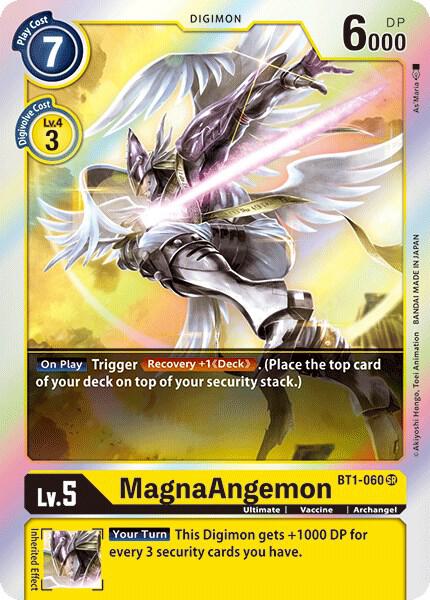 Play Cost
7
DIGIMON
6000
DP
Digivolve Cost
Lv.4
3
As'Maria
©Akiyoshi Hongo, Toei Animation BANDAI MADE IN JAPAN
On Play Trigger Recovery +1《Deck》. (Place the top card
of your deck on top of your security stack.)
BT1-060 SR
Lv.5 MagnaAngemon
Ultimate | Vaccine | Archangel
Inherited Effect
Your Turn This Digimon gets +1000 DP for
every 3 security cards you have.